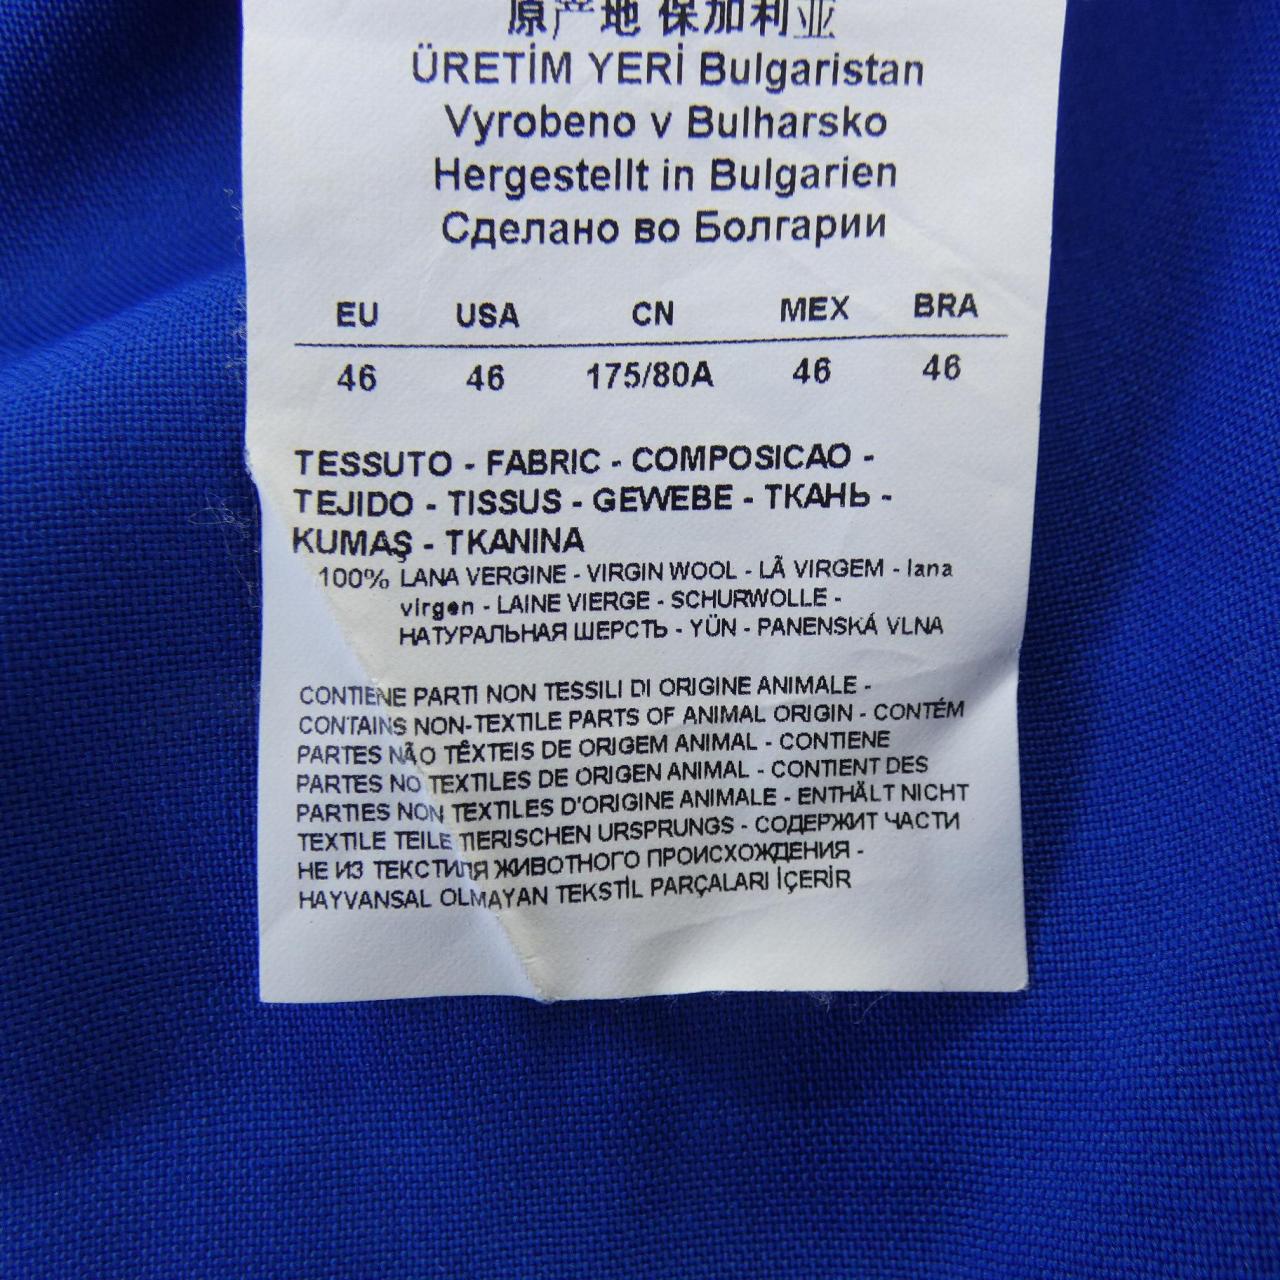 原产地 保加利亚
ÜRETİM YERİ Bulgaristan
Vyrobeno v Bulharsko
Hergestellt in Bulgarien
Сделано во Болгарии
EU USA CN MEX BRA
46 46 175/80A 46 46
TESSUTO - FABRIC - COMPOSICAO -
TEJIDO - TISSUS - GEWEBE - ТКАНЬ -
KUMAŞ - TKANINA
100% LANA VERGINE - VIRGIN WOOL - LÃ VIRGEM - lana
virgen - LAINE VIERGE - SCHURWOLLE -
НАТУРАЛЬНАЯ ШЕРСТЬ - YÜN - PANENSKÁ VLNA
CONTIENE PARTI NON TESSILI DI ORIGINE ANIMALE -
CONTAINS NON-TEXTILE PARTS OF ANIMAL ORIGIN - CONTÉM
PARTES NÃO TÊXTEIS DE ORIGEM ANIMAL - CONTIENE
PARTES NO TEXTILES DE ORIGEN ANIMAL - CONTIENT DES
PARTIES NON TEXTILES D'ORIGINE ANIMALE - ENTHÄLT NICHT
TEXTILE TEILE TIERISCHEN URSPRUNGS - СОДЕРЖИТ ЧАСТИ
НЕ ИЗ ТЕКСТИЛЯ ЖИВОТНОГО ПРОИСХОЖДЕНИЯ -
HAYVANSAL OLMAYAN TEKSTİL PARÇALARI İÇERİR